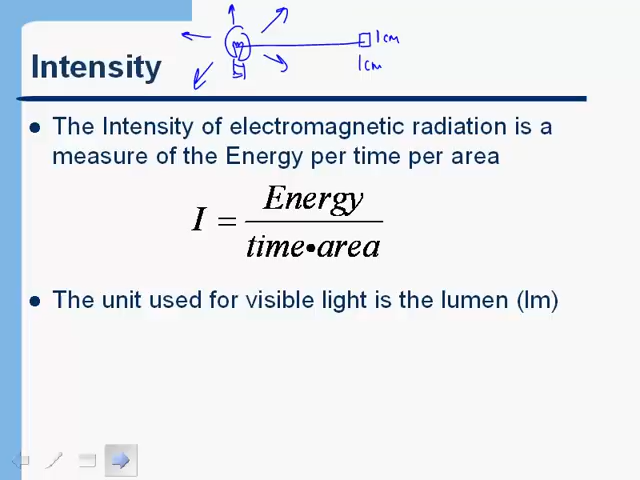 1cm
1cm
Intensity
The Intensity of electromagnetic radiation is a
measure of the Energy per time per area
I = Energy
time•area
The unit used for visible light is the lumen (lm)